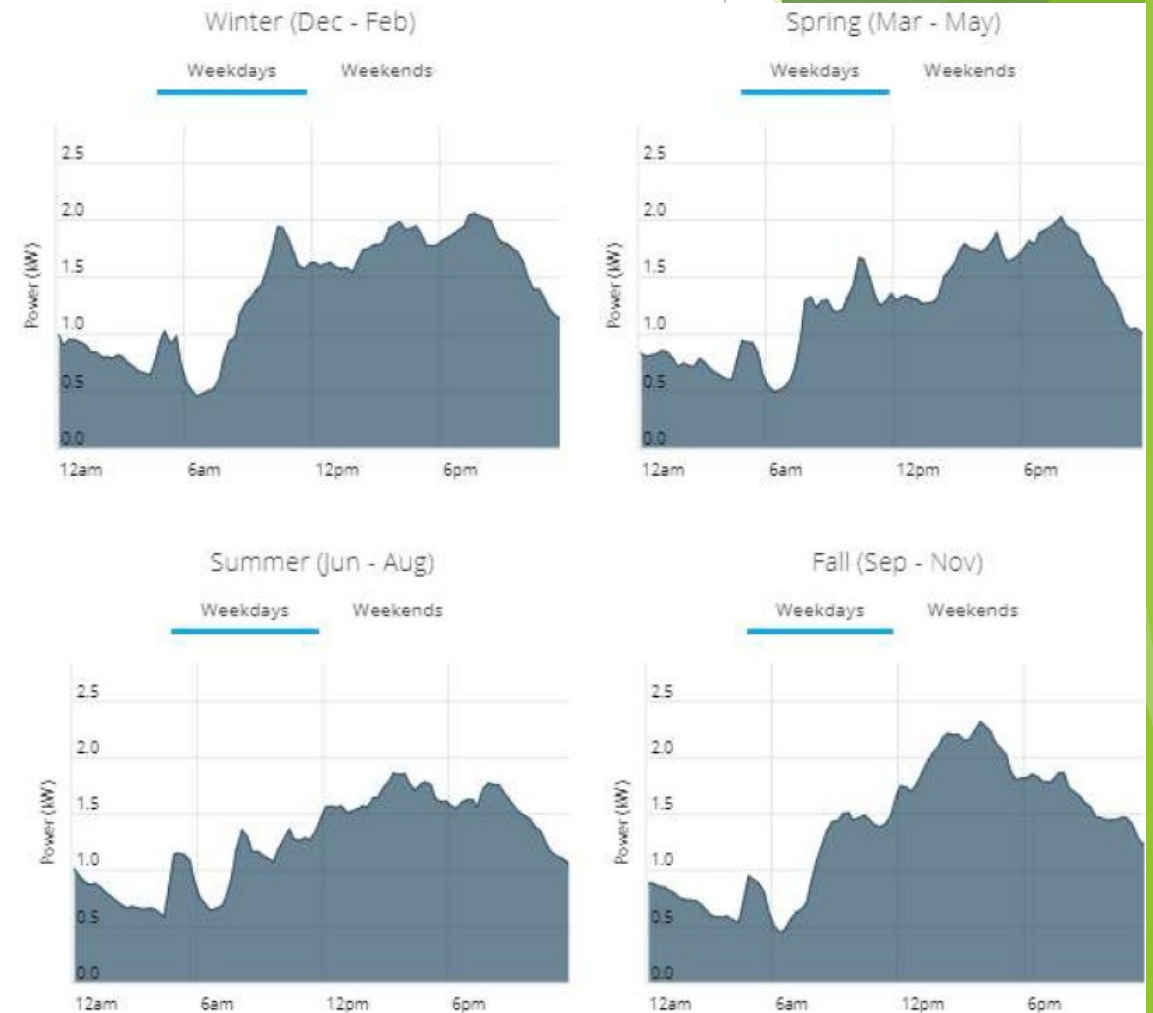 Winter (Dec - Feb)
Weekdays Weekends
Power (kW)
2.5
2.0
1.5
1.0
0.5
0.0
12am 6am 12pm 6pm
Spring (Mar - May)
Weekdays Weekends
Power (kW)
2.5
2.0
1.5
1.0
0.5
0.0
12am 6am 12pm 6pm
Summer (Jun - Aug)
Weekdays Weekends
Power (kW)
2.5
2.0
1.5
1.0
0.5
0.0
12am 6am 12pm 6pm
Fall (Sep - Nov)
Weekdays Weekends
Power (kW)
2.5
2.0
1.5
1.0
0.5
0.0
12am 6am 12pm 6pm